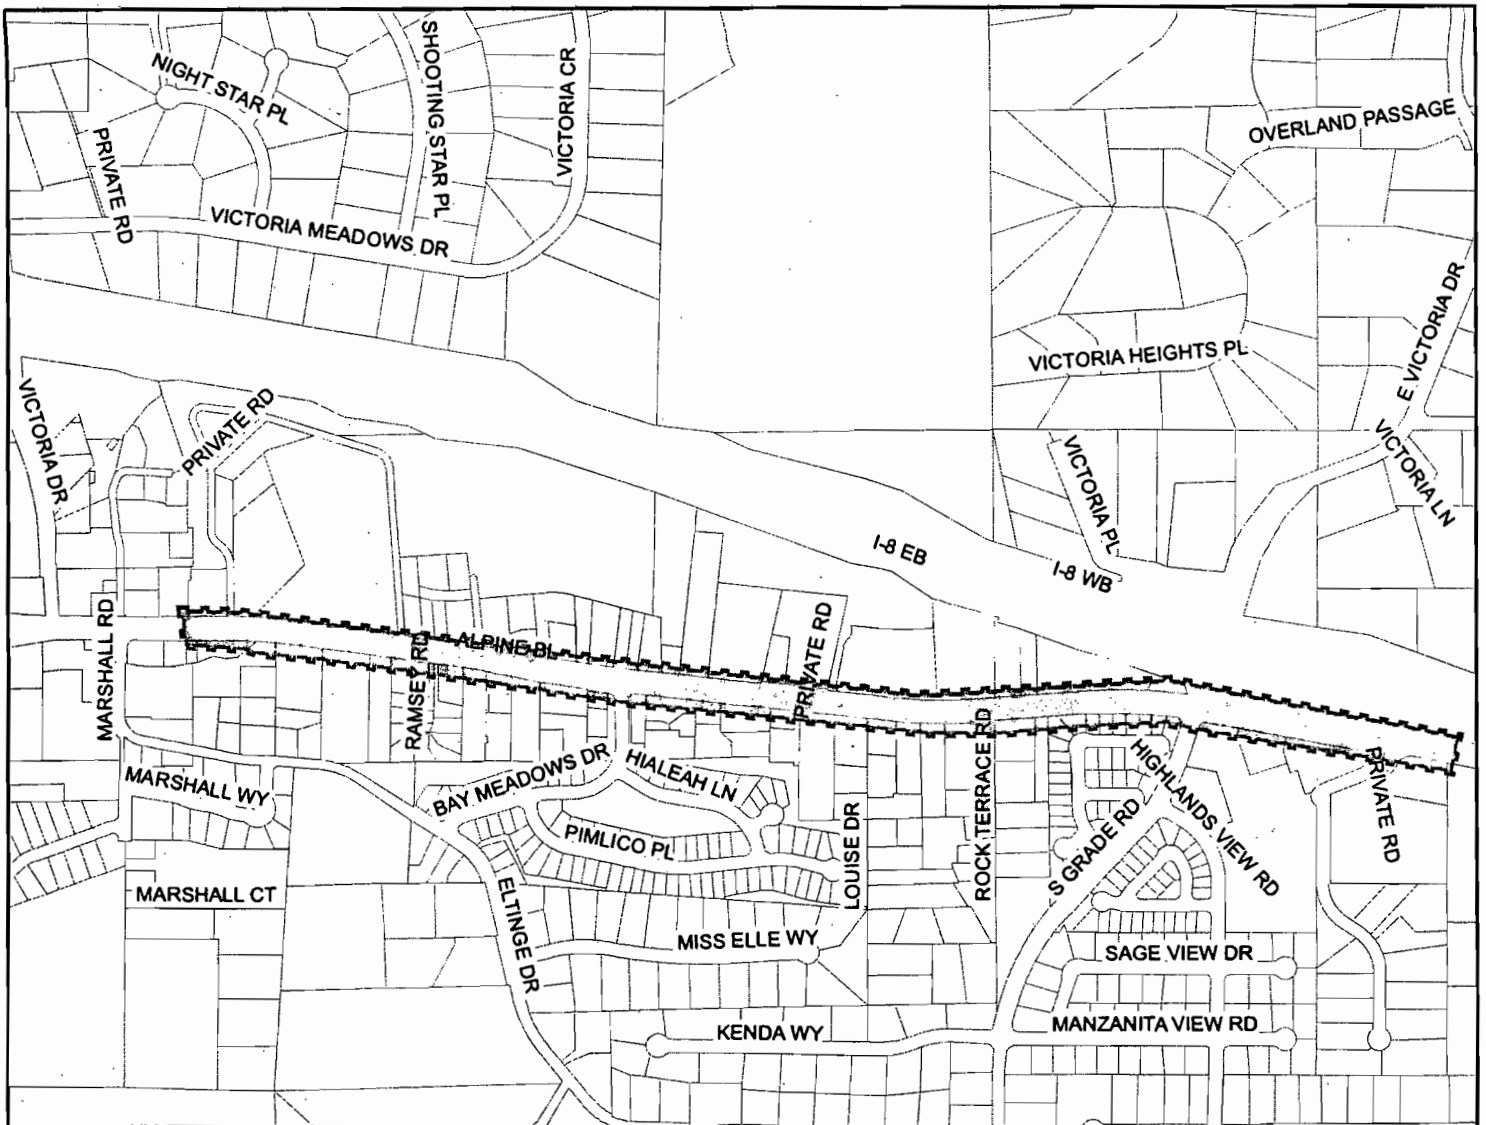 NIGHT STAR PL
SHOOTING STAR PL
VICTORIA CR
OVERLAND PASSAGE
PRIVATE RD
VICTORIA MEADOWS DR
E VICTORIA DR
VICTORIA HEIGHTS PL
VICTORIA DR
PRIVATE RD
VICTORIA PL
VICTORIA LN
I-8 EB
I-8 WB
MARSHALL RD
RAMSEY RD
ALPINE BL
PRIVATE RD
ROCK TERRACE RD
HIGHLANDS VIEW RD
PRIVATE RD
MARSHALL WY
BAY MEADOWS DR
HIALEAH LN
PIMLICO PL
LOUISE DR
S GRADE RD
MARSHALL CT
ELTINGE DR
MISS ELLE WY
SAGE VIEW DR
KENDA WY
MANZANITA VIEW RD